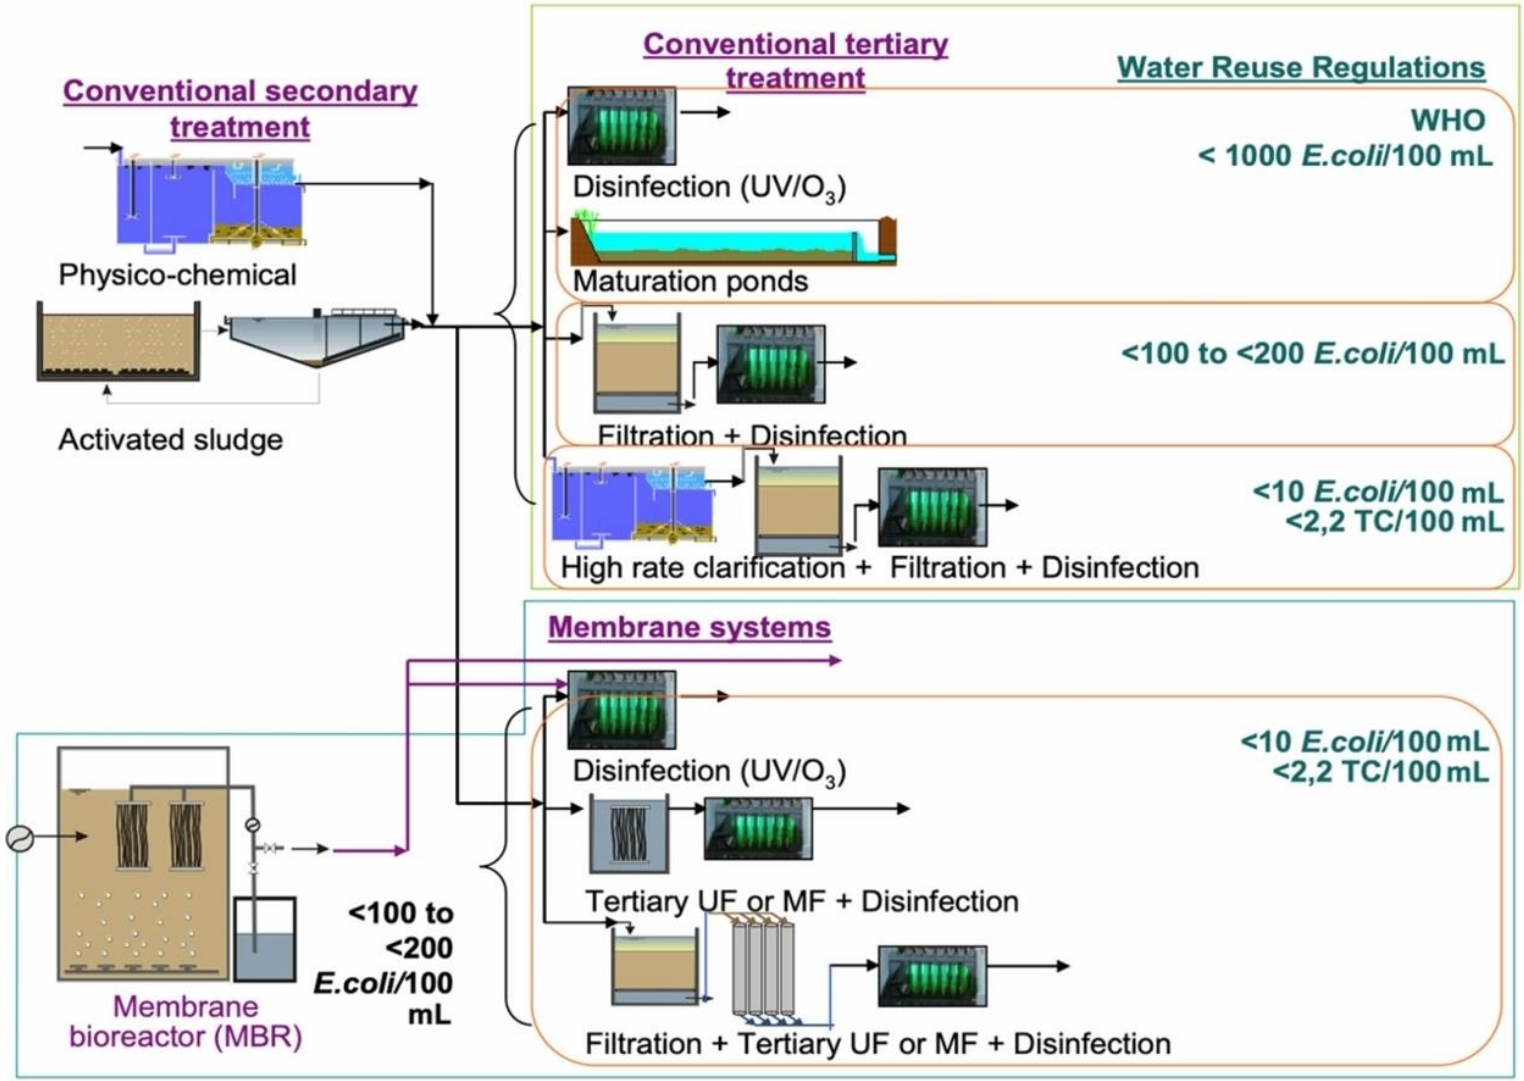 Conventional tertiary
treatment
Water Reuse Regulations
Conventional secondary
treatment
WHO
< 1000 E.coli/100 mL
Disinfection (UV/O3)
Physico-chemical
Maturation ponds
<100 to <200 E.coli/100 mL
Activated sludge
Filtration + Disinfection
<10 E.coli/100 mL
<2,2 TC/100 mL
High rate clarification + Filtration + Disinfection
Membrane systems
<10 E.coli/100 mL
<2,2 TC/100 mL
Disinfection (UV/O3)
Tertiary UF or MF + Disinfection
<100 to
<200
E.coli/100
mL
Membrane
bioreactor (MBR)
Filtration + Tertiary UF or MF + Disinfection